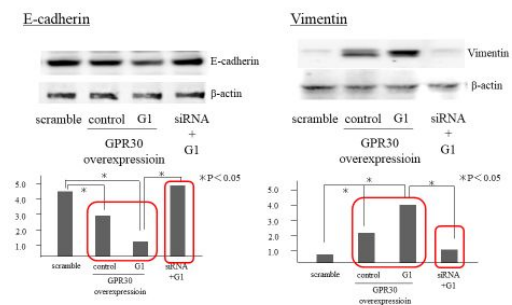 E-cadherin
E-cadherin
β-actin
scramble control G1 siRNA
+
G1
GPR30
overexpressioin
*P<0.05
*
*
*
5.0
4.0
3.0
2.0
1.0
scramble control G1 siRNA
+G1
GPR30
overexpressioin
Vimentin
Vimentin
β-actin
scramble control G1 siRNA
+
G1
GPR30
overexpressioin
*P<0.05
*
*
*
5.0
4.0
3.0
2.0
1.0
scramble control G1 siRNA
+G1
GPR30
overexpressioin